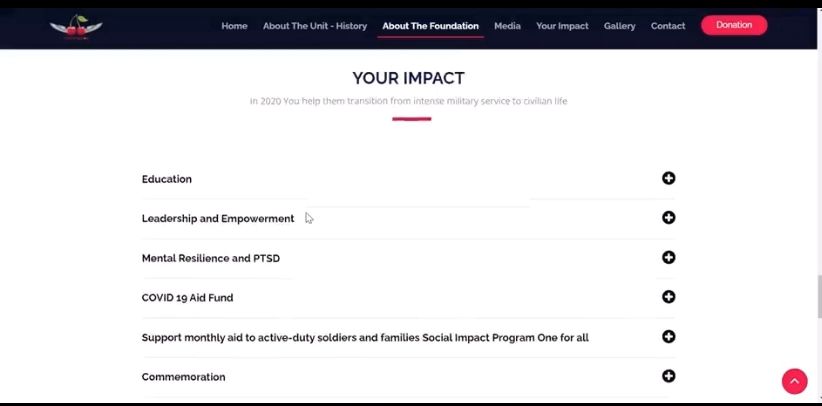 Home About The Unit - History About The Foundation Media Your Impact Gallery Contact Donation
YOUR IMPACT
In 2020 You help them transition from intense military service to civilian life
Education
Leadership and Empowerment
Mental Resilience and PTSD
COVID 19 Aid Fund
Support monthly aid to active-duty soldiers and families Social Impact Program One for all
Commemoration